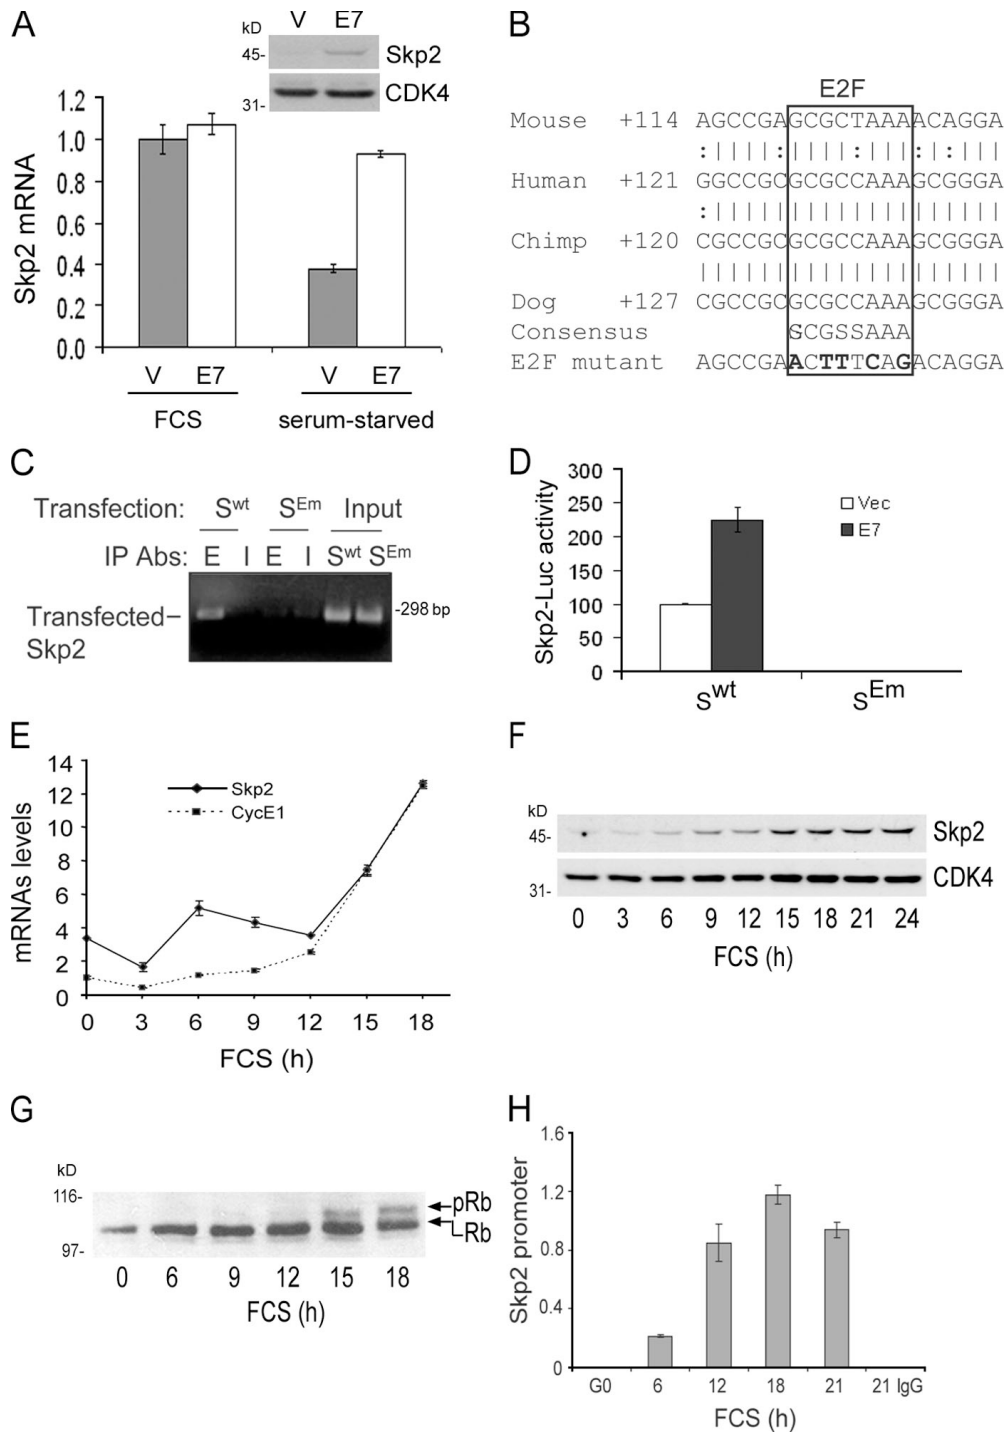 A
V E7
kD
45-
Skp2
CDK4
31-
1.2
1.0
0.8
0.6
0.4
0.2
0.0
Skp2 mRNA
V E7 V E7
FCS serum-starved
B
E2F
Mouse +114 AGCCGAGCGCTAAAACAGGA
Human +121 GGCCGCGCGCCAAAGCGGGA
Chimp +120 CGCCGCGCGCCAAAGCGGGA
Dog +127 CGCCGCGCGCCAAAGCGGGA
Consensus SCGSSAAA
E2F mutant AGCCGAACTTTCAGACAGGA
C
Transfection: Swt SEm Input
IP Abs: E I E I Swt SEm
Transfected-
Skp2
-298 bp
D
300
250
200
150
100
50
0
Skp2-Luc activity
Vec
E7
Swt SEm
E
14
12
10
8
6
4
2
0
mRNAs levels
Skp2
CycE1
0 3 6 9 12 15 18
FCS (h)
F
kD
45-
Skp2
CDK4
31-
0 3 6 9 12 15 18 21 24
FCS (h)
G
kD
116-
97-
pRb
Rb
0 6 9 12 15 18
FCS (h)
H
1.6
1.2
0.8
0.4
0
Skp2 promoter
G0 6 12 18 21 21 IgG
FCS (h)